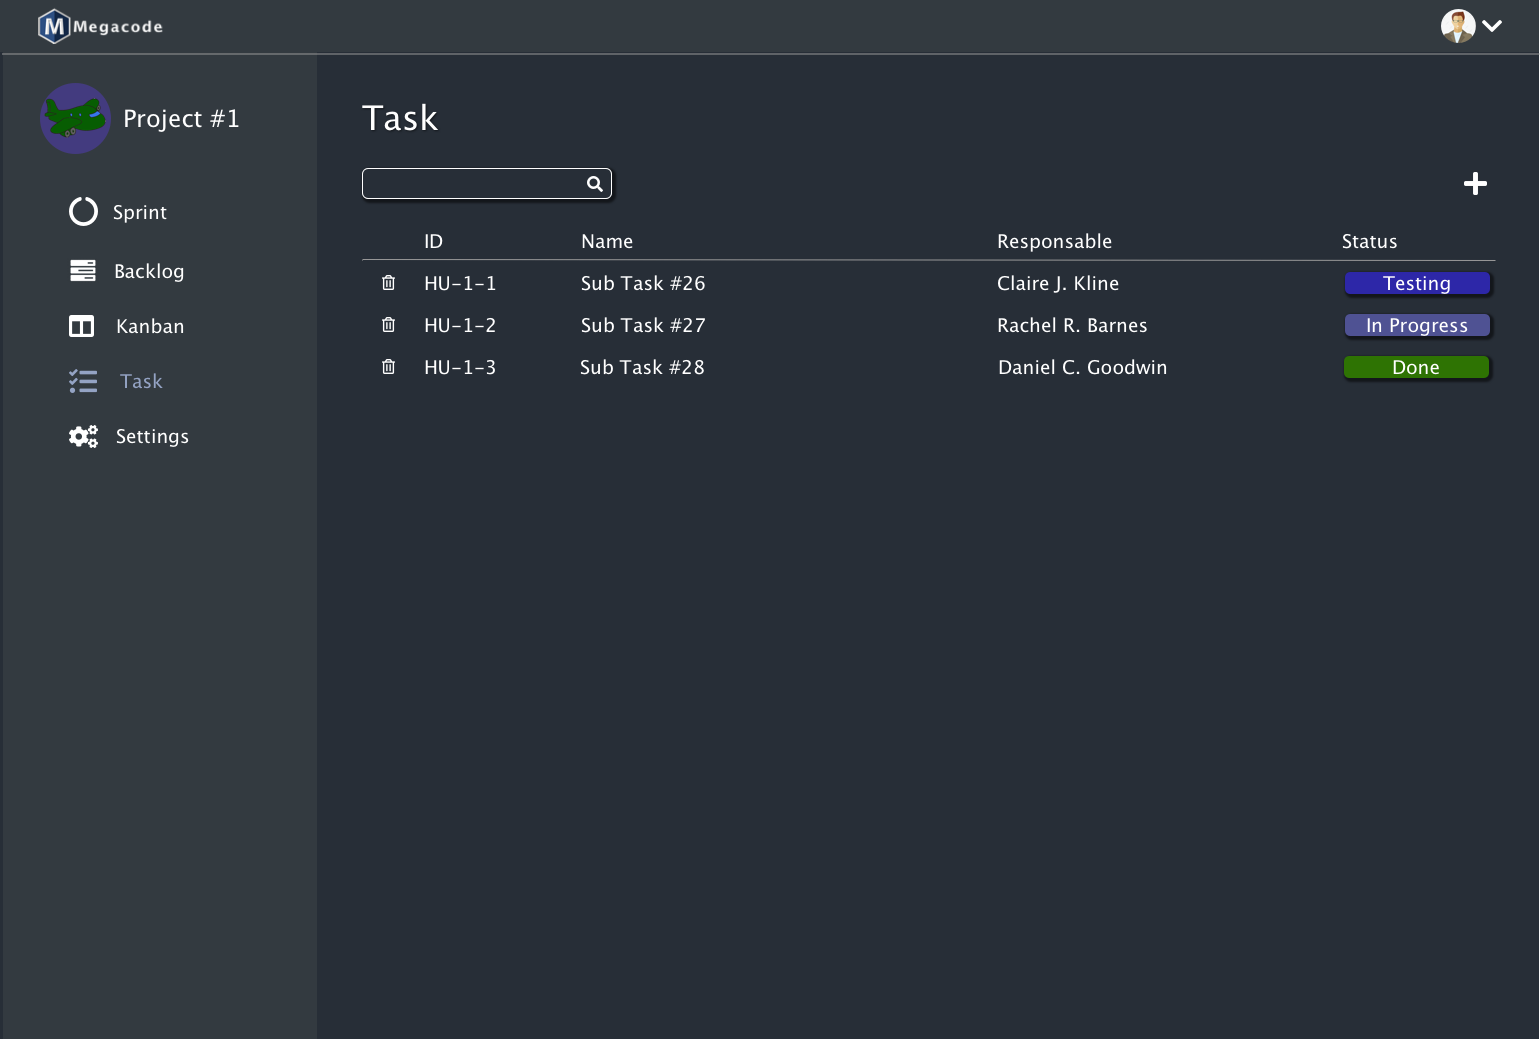 M Megacode
Project #1
Sprint
Backlog
Kanban
Task
Settings
Task
ID Name Responsable Status
HU-1-1 Sub Task #26 Claire J. Kline Testing
HU-1-2 Sub Task #27 Rachel R. Barnes In Progress
HU-1-3 Sub Task #28 Daniel C. Goodwin Done